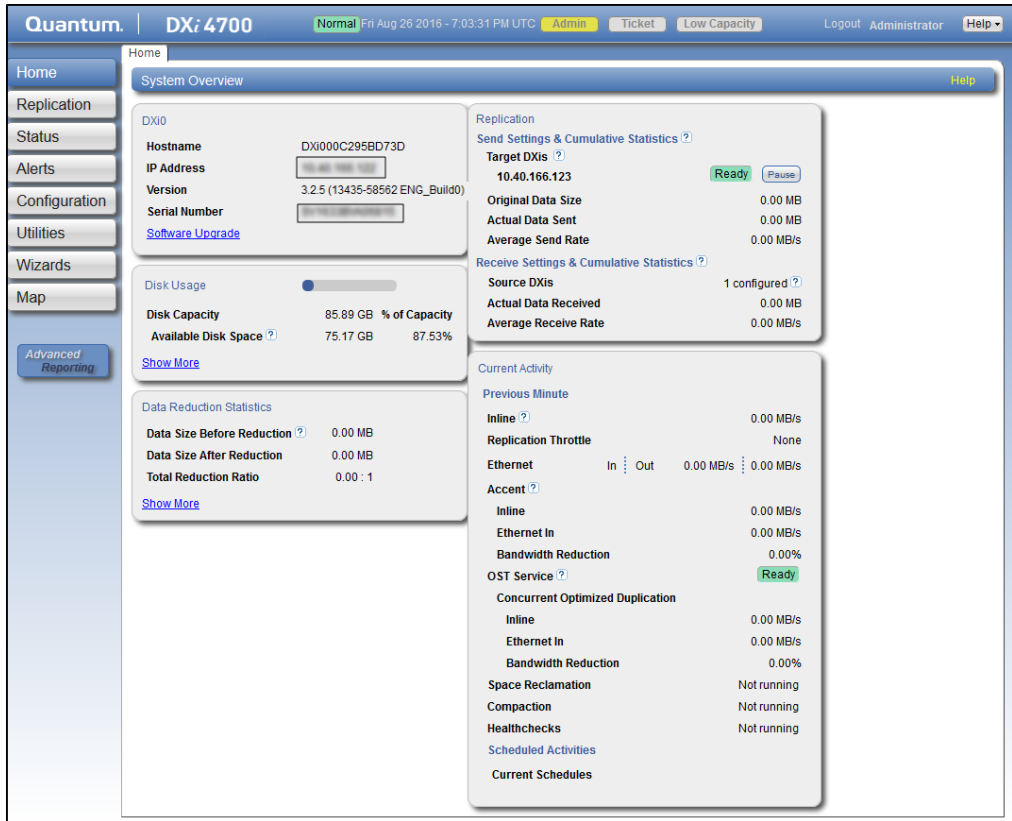 Quantum. | DXi 4700 Normal Fri Aug 26 2016 - 7:03:31 PM UTC Admin Ticket Low Capacity Logout Administrator Help
Home
Home
Replication
Status
Alerts
Configuration
Utilities
Wizards
Map
Advanced
Reporting
System Overview Help
DXi0
Hostname DXi000C295BD73D
IP Address
Version 3.2.5 (13435-58562 ENG_Build0)
Serial Number
Software Upgrade
Disk Usage
Disk Capacity 85.89 GB % of Capacity
Available Disk Space ? 75.17 GB 87.53%
Show More
Data Reduction Statistics
Data Size Before Reduction ? 0.00 MB
Data Size After Reduction 0.00 MB
Total Reduction Ratio 0.00 : 1
Show More
Replication
Send Settings & Cumulative Statistics ?
Target DXis ?
10.40.166.123 Ready Pause
Original Data Size 0.00 MB
Actual Data Sent 0.00 MB
Average Send Rate 0.00 MB/s
Receive Settings & Cumulative Statistics ?
Source DXis 1 configured ?
Actual Data Received 0.00 MB
Average Receive Rate 0.00 MB/s
Current Activity
Previous Minute
Inline ? 0.00 MB/s
Replication Throttle None
Ethernet In Out 0.00 MB/s 0.00 MB/s
Accent ?
Inline 0.00 MB/s
Ethernet In 0.00 MB/s
Bandwidth Reduction 0.00%
OST Service ? Ready
Concurrent Optimized Duplication
Inline 0.00 MB/s
Ethernet In 0.00 MB/s
Bandwidth Reduction 0.00%
Space Reclamation Not running
Compaction Not running
Healthchecks Not running
Scheduled Activities
Current Schedules